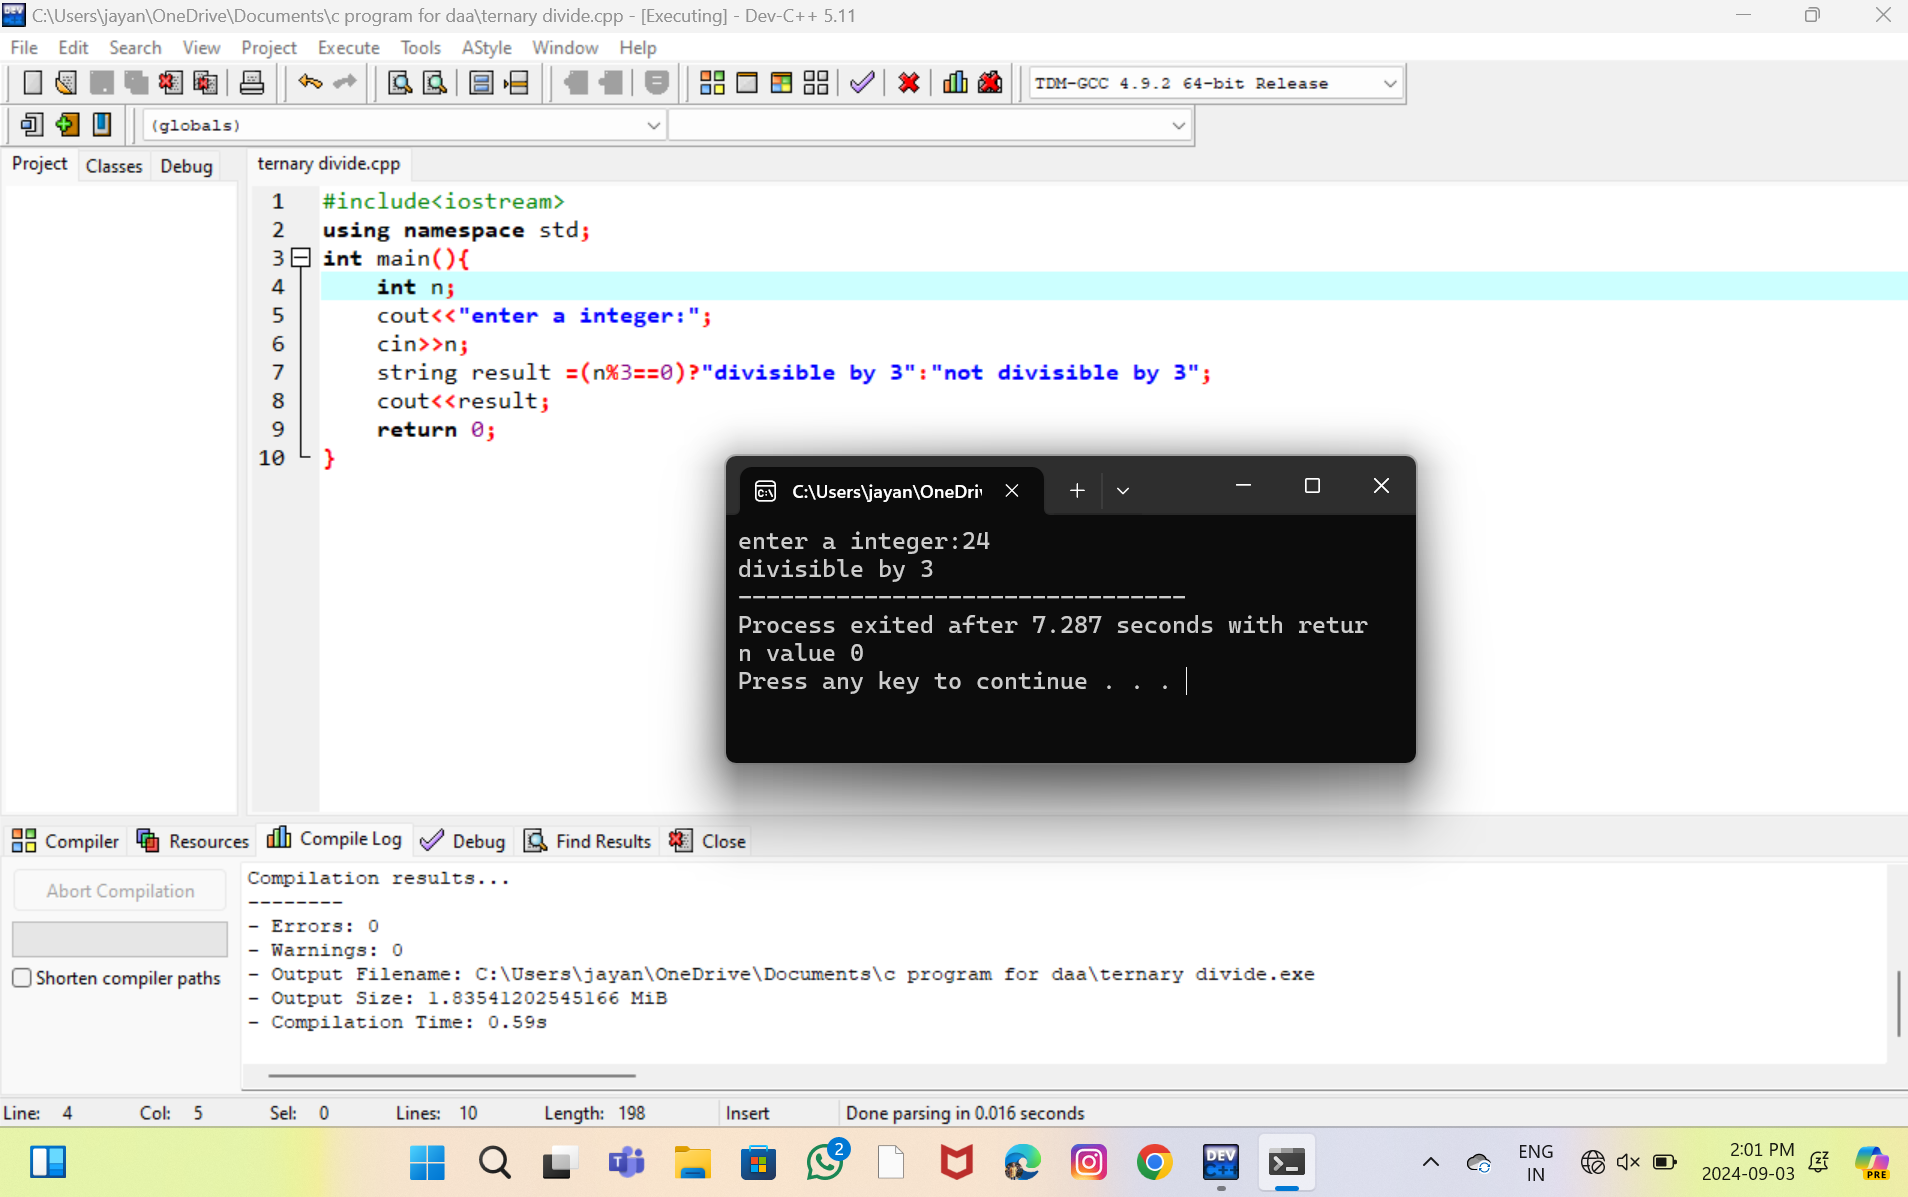 C:\Users\jayan\OneDrive\Documents\c program for daa\ternary divide.cpp - [Executing] - Dev-C++ 5.11
File Edit Search View Project Execute Tools AStyle Window Help
TDM-GCC 4.9.2 64-bit Release
(globals)
Project Classes Debug
ternary divide.cpp
1 #include<iostream>
2 using namespace std;
3 int main(){
4 int n;
5 cout<<"enter a integer:";
6 cin>>n;
7 string result =(n%3==0)?"divisible by 3":"not divisible by 3";
8 cout<<result;
9 return 0;
10 }
C:\Users\jayan\OneDri
enter a integer:24
divisible by 3
--------------------------------
Process exited after 7.287 seconds with retur
n value 0
Press any key to continue . . .
Compiler Resources Compile Log Debug Find Results Close
Abort Compilation
Shorten compiler paths
Compilation results...
--------
- Errors: 0
- Warnings: 0
- Output Filename: C:\Users\jayan\OneDrive\Documents\c program for daa\ternary divide.exe
- Output Size: 1.83541202545166 MiB
- Compilation Time: 0.59s
Line: 4 Col: 5 Sel: 0 Lines: 10 Length: 198 Insert Done parsing in 0.016 seconds
2
DEV
C++
ENG
IN
2:01 PM
2024-09-03
PRE